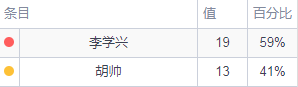 条目 值 百分比
李学兴 19 59%
胡帅 13 41%